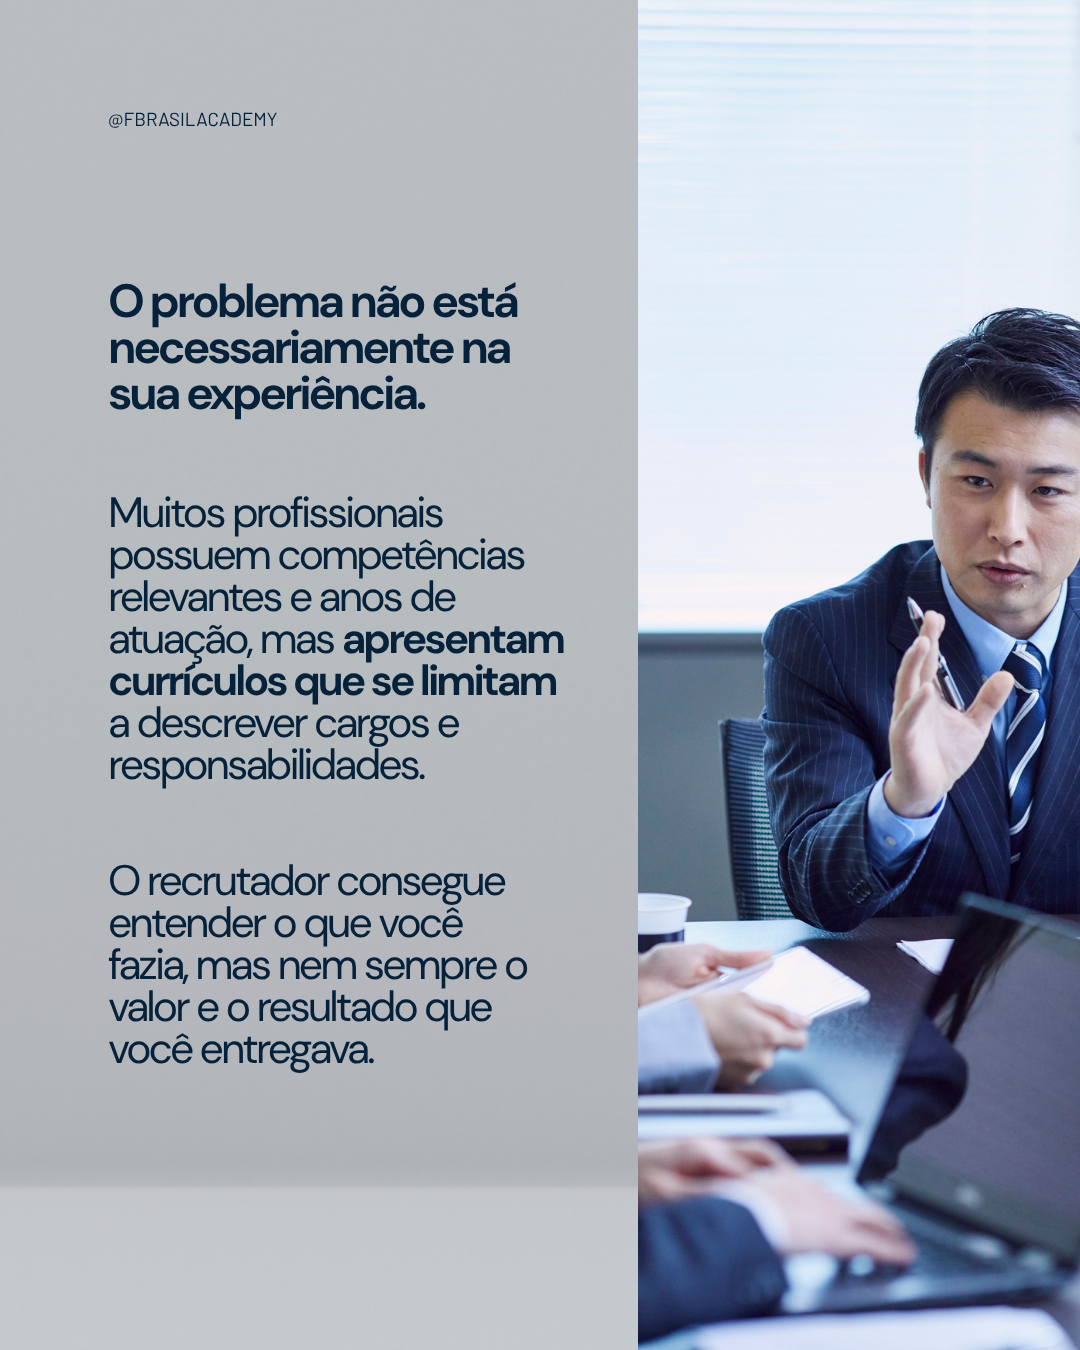 @FBRASILACADEMY
O problema não está
necessariamente na
sua experiência.
Muitos profissionais
possuem competências
relevantes e anos de
atuação, mas apresentam
currículos que se limitam
a descrever cargos e
responsabilidades.
O recrutador consegue
entender o que você
fazia, mas nem sempre o
valor e o resultado que
você entregava.